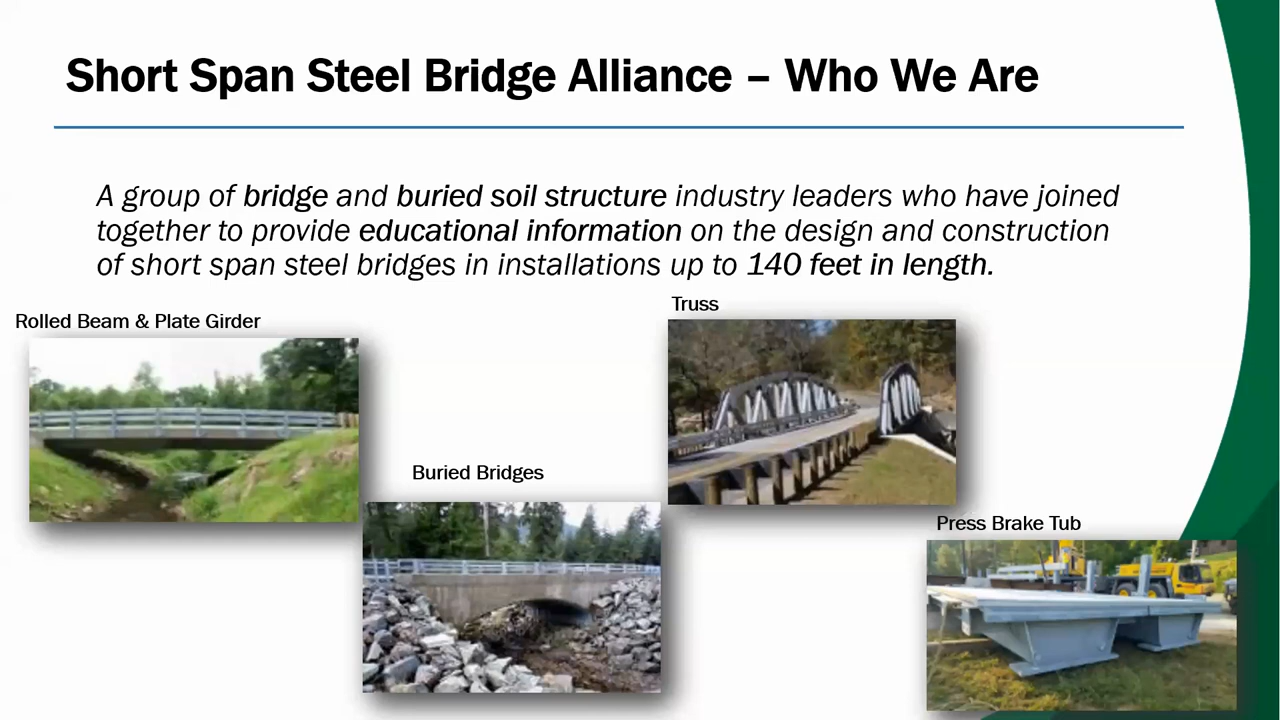 Short Span Steel Bridge Alliance – Who We Are
A group of bridge and buried soil structure industry leaders who have joined
together to provide educational information on the design and construction
of short span steel bridges in installations up to 140 feet in length.
Rolled Beam & Plate Girder
Truss
Buried Bridges
Press Brake Tub